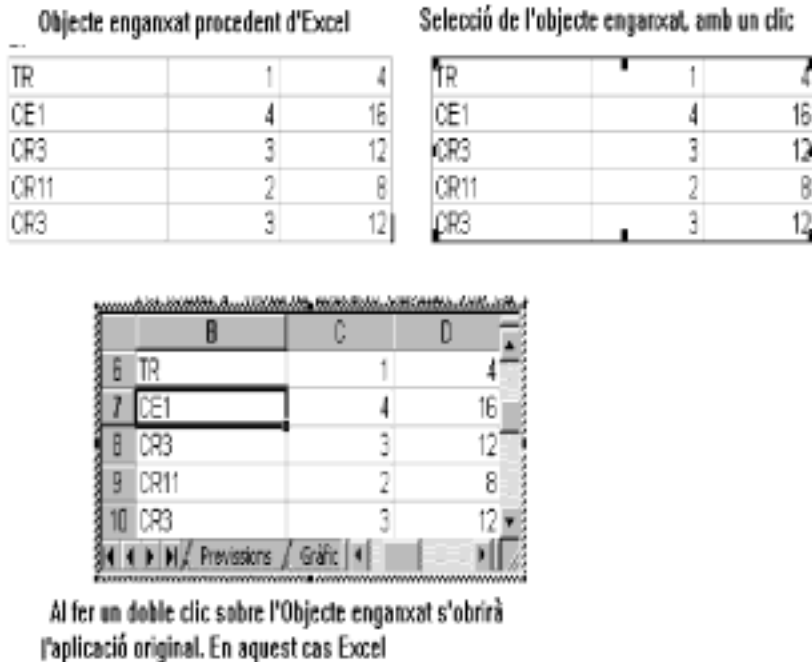 Objecte enganxat procedent d'Excel
Selecció de l'objecte enganxat, amb un clic
TR 1 4
CE1 4 16
CR3 3 12
CR11 2 8
CR3 3 12
TR 1 4
CE1 4 16
CR3 3 12
CR11 2 8
CR3 3 12
B C D
6 TR 1 4
7 CE1 4 16
8 CR3 3 12
9 CR11 2 8
10 CR3 3 12
Previssions Gràfic
Al fer un doble clic sobre l'Objecte enganxat s'obrirà
l'aplicació original. En aquest cas Excel